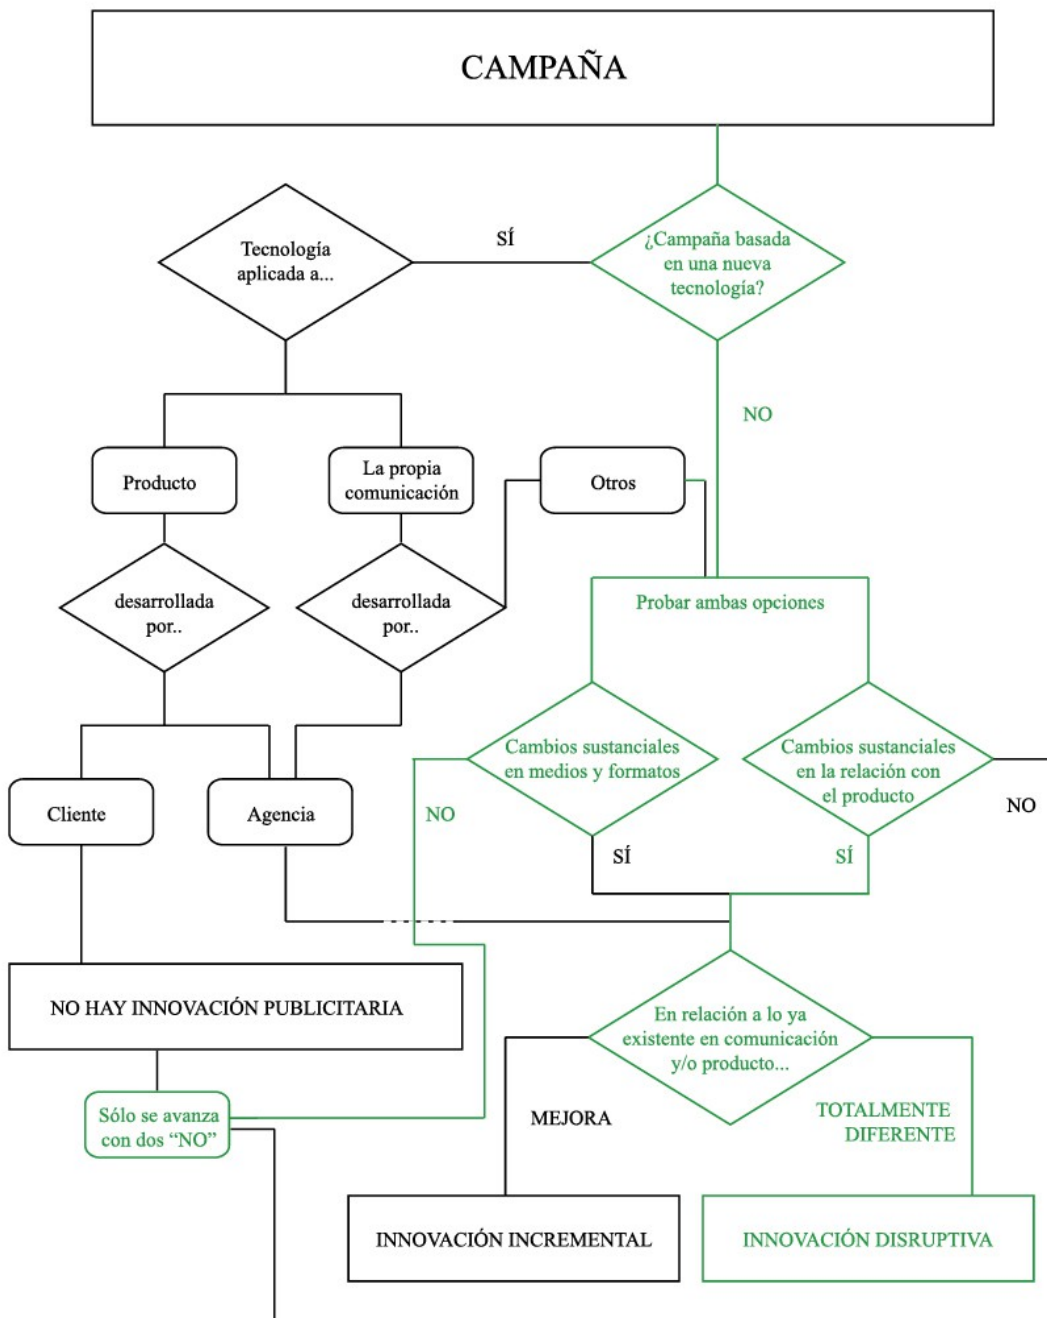 CAMPAÑA
Tecnología
aplicada a...
SÍ
¿Campaña basada
en una nueva
tecnología?
NO
Producto
La propia
comunicación
Otros
desarrollada
por..
desarrollada
por..
Probar ambas opciones
Cliente
Agencia
NO
Cambios sustanciales
en medios y formatos
Cambios sustanciales
en la relación con
el producto
NO
SÍ
SÍ
NO HAY INNOVACIÓN PUBLICITARIA
En relación a lo ya
existente en comunicación
y/o producto...
Sólo se avanza
con dos “NO”
MEJORA
TOTALMENTE
DIFERENTE
INNOVACIÓN INCREMENTAL
INNOVACIÓN DISRUPTIVA